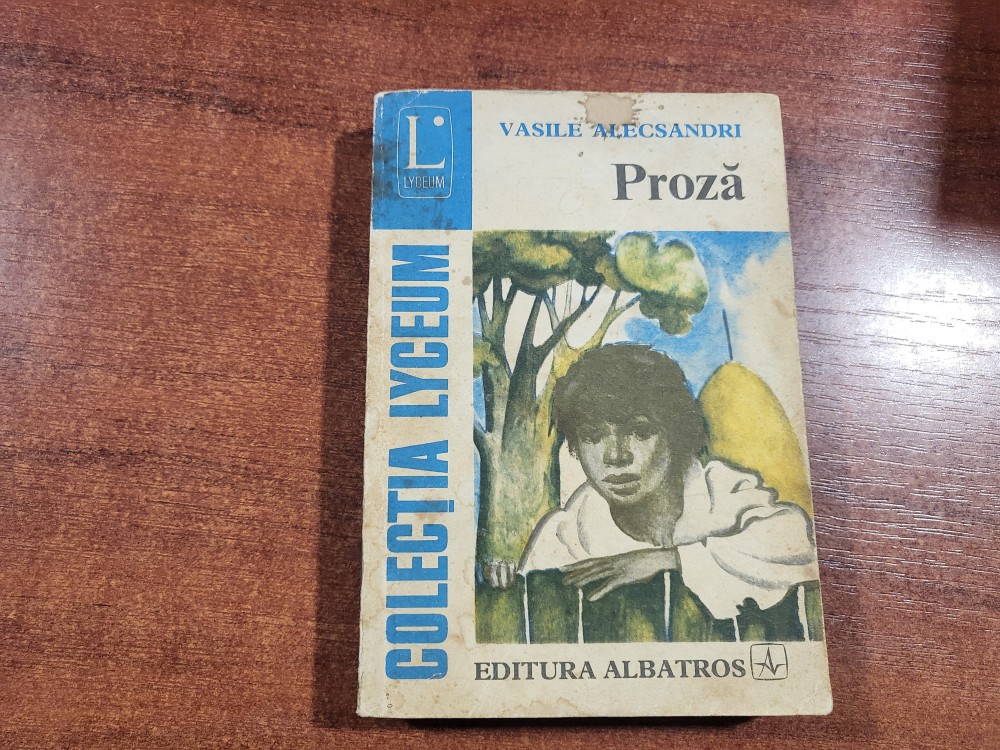 L
LYCEUM
VASILE ALECSANDRI
Proză
COLECȚIA LYCEUM
EDITURA ALBATROS